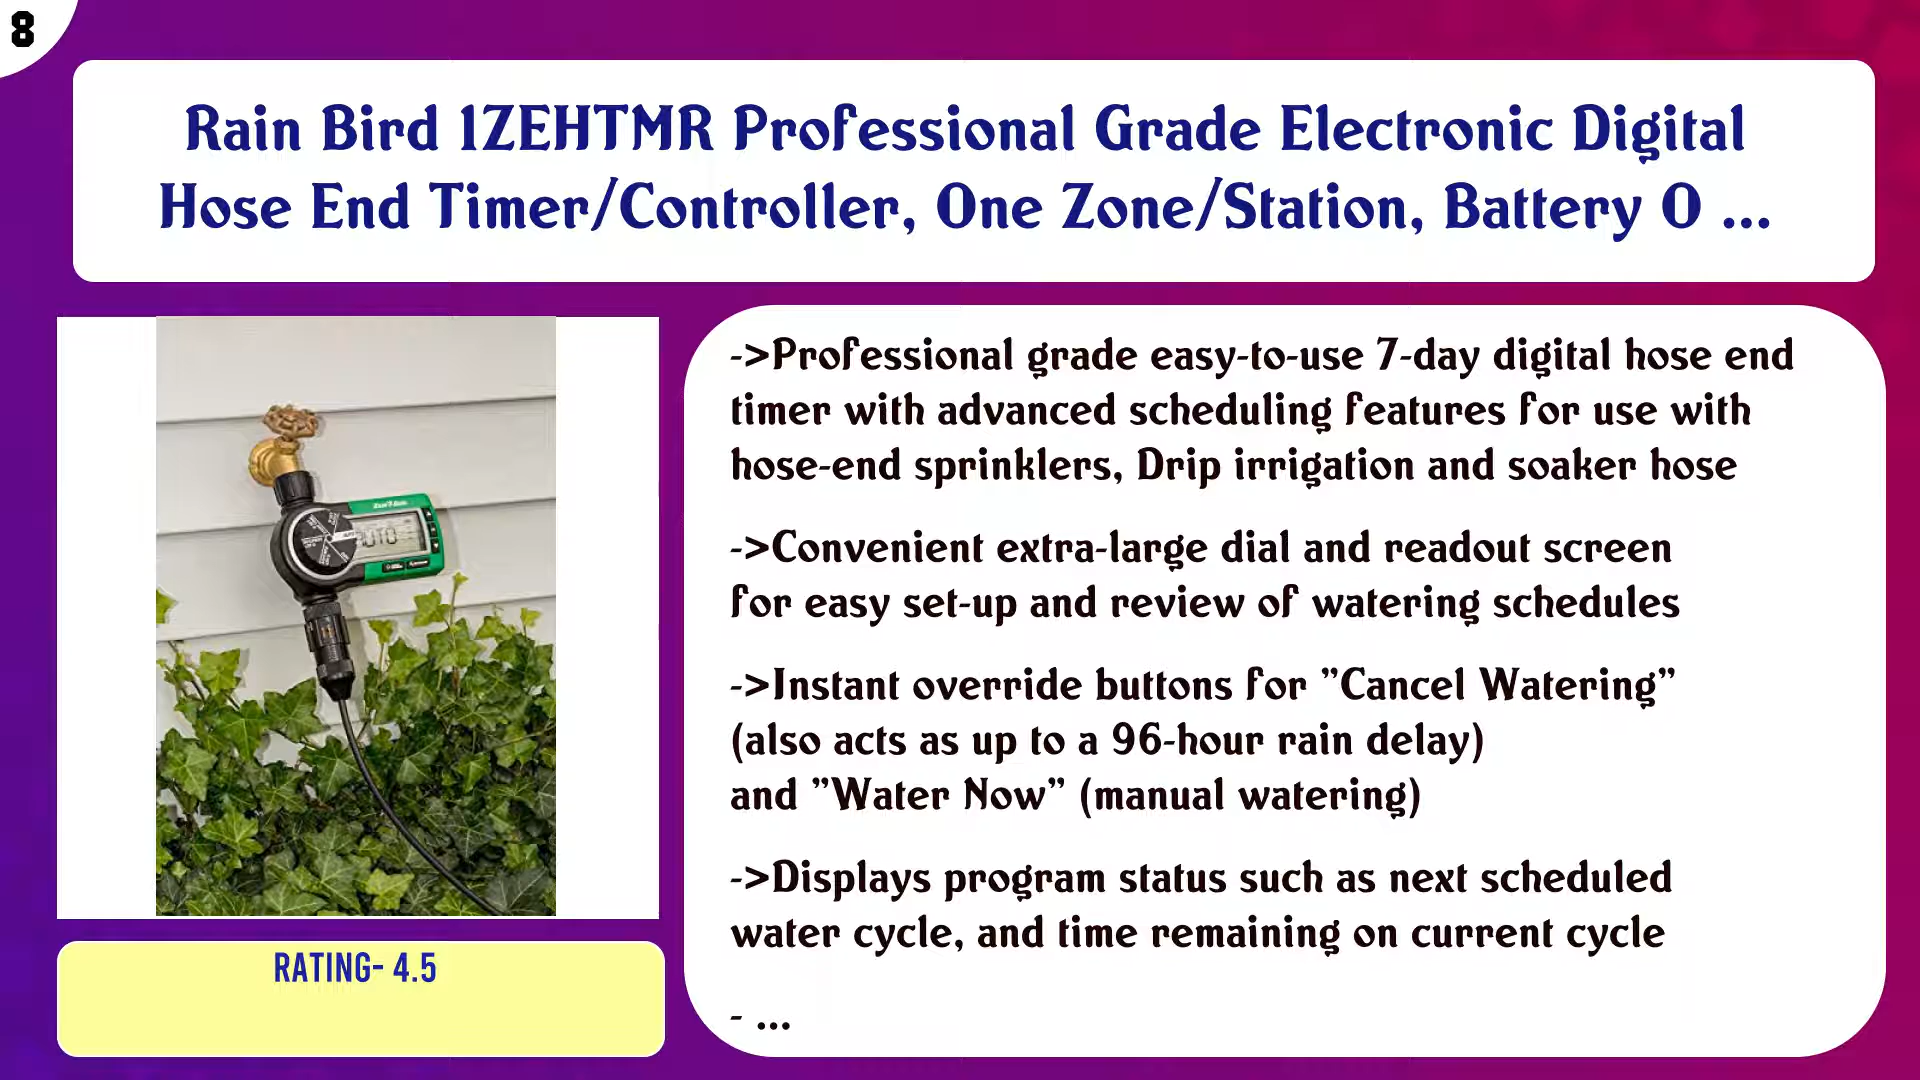 8
Rain Bird 1ZEHTMR Professional Grade Electronic Digital
Hose End Timer/Controller, One Zone/Station, Battery O ...
->Professional grade easy-to-use 7-day digital hose end
timer with advanced scheduling features for use with
hose-end sprinklers, Drip irrigation and soaker hose
->Convenient extra-large dial and readout screen
for easy set-up and review of watering schedules
->Instant override buttons for "Cancel Watering"
(also acts as up to a 96-hour rain delay)
and "Water Now" (manual watering)
->Displays program status such as next scheduled
water cycle, and time remaining on current cycle
- ...
RATING- 4.5